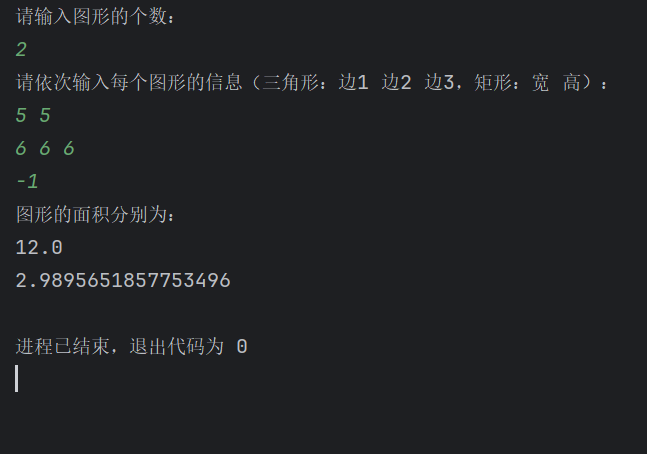 请输入图形的个数：
2
请依次输入每个图形的信息（三角形：边1 边2 边3，矩形：宽 高）：
5 5
6 6 6
-1
图形的面积分别为：
12.0
2.9895651857753496

进程已结束，退出代码为 0